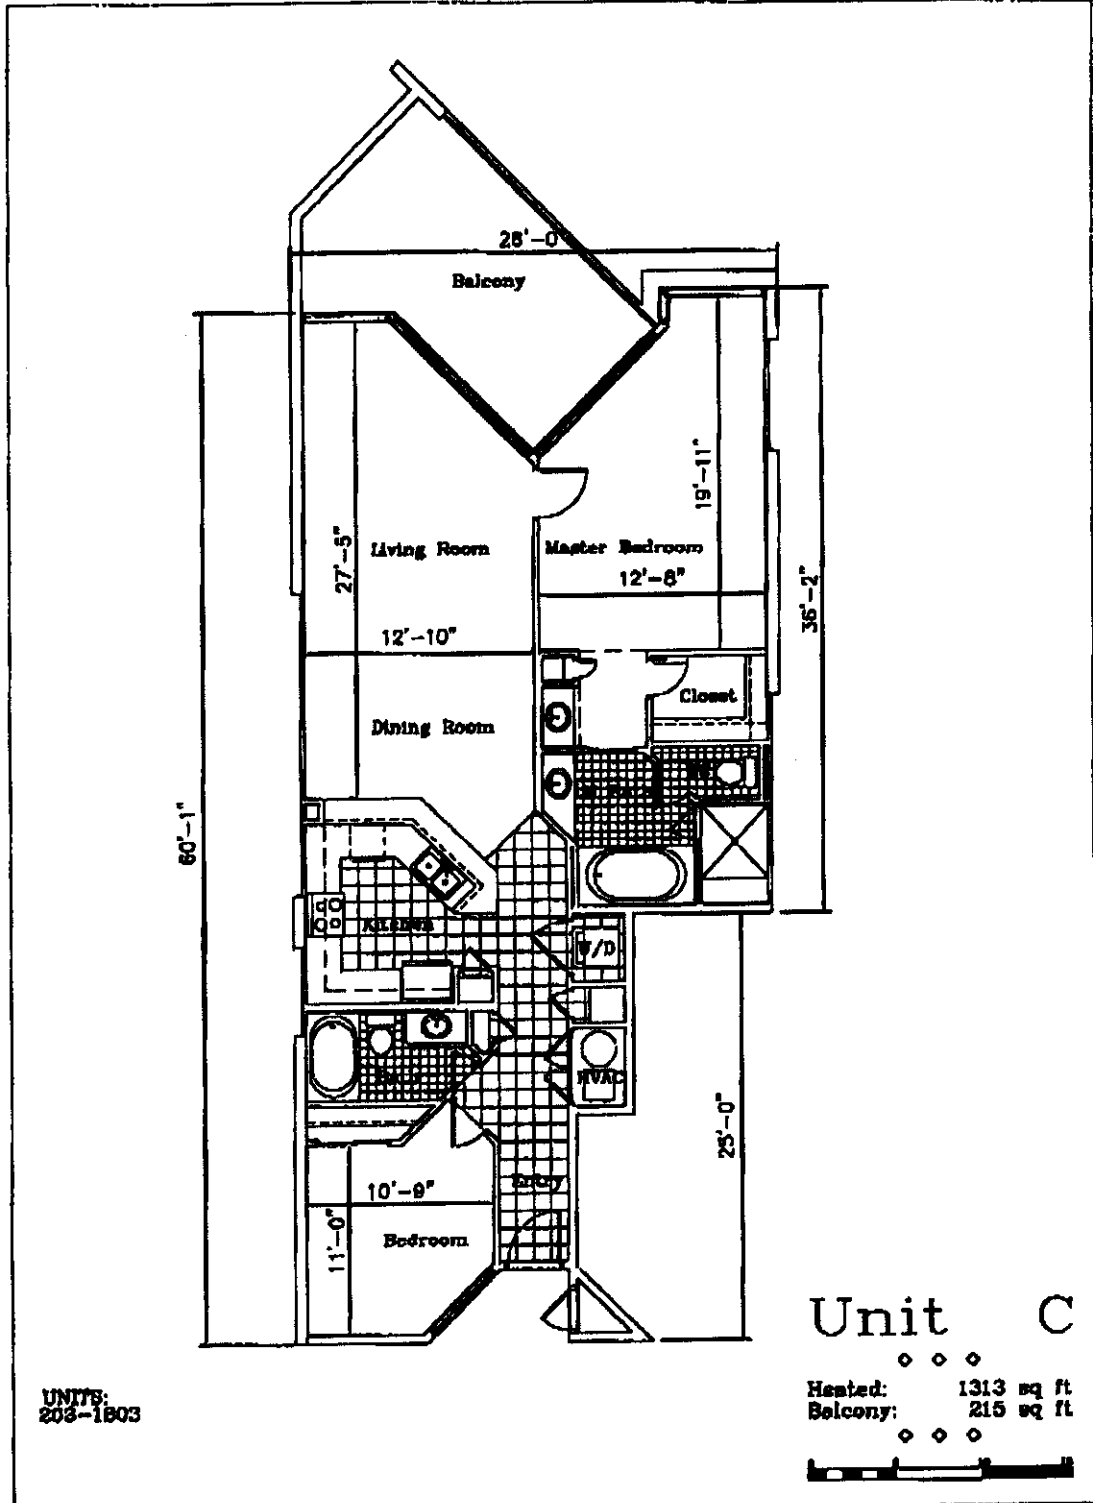 26'-0"
Balcony
19'-11"
27'-5"
Living Room
Master Bedroom
12'-8"
36'-2"
12'-10"
Closet
Dining Room
60'-1"
Kitchen
W/D
HVAC
25'-0"
Entry
10'-9"
11'-0"
Bedroom
Unit C
Heated: 1313 sq ft
Balcony: 215 sq ft
UNITS:
203-1803